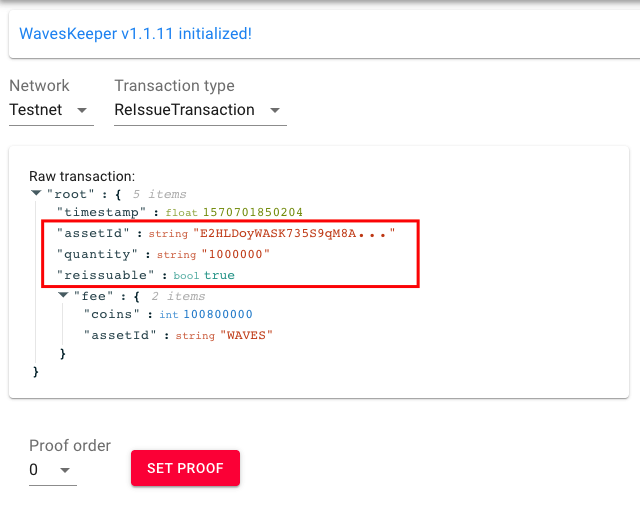 WavesKeeper v1.1.11 initialized!
Network Transaction type
Testnet ReIssueTransaction
Raw transaction:
"root" : { 5 items
"timestamp" : float 1570701850204
"assetId" : string "E2HLDoyWASK735S9qM8A..."
"quantity" : string "1000000"
"reissuable" : bool true
"fee" : { 2 items
"coins" : int 100800000
"assetId" : string "WAVES"
}
}
Proof order
0 SET PROOF